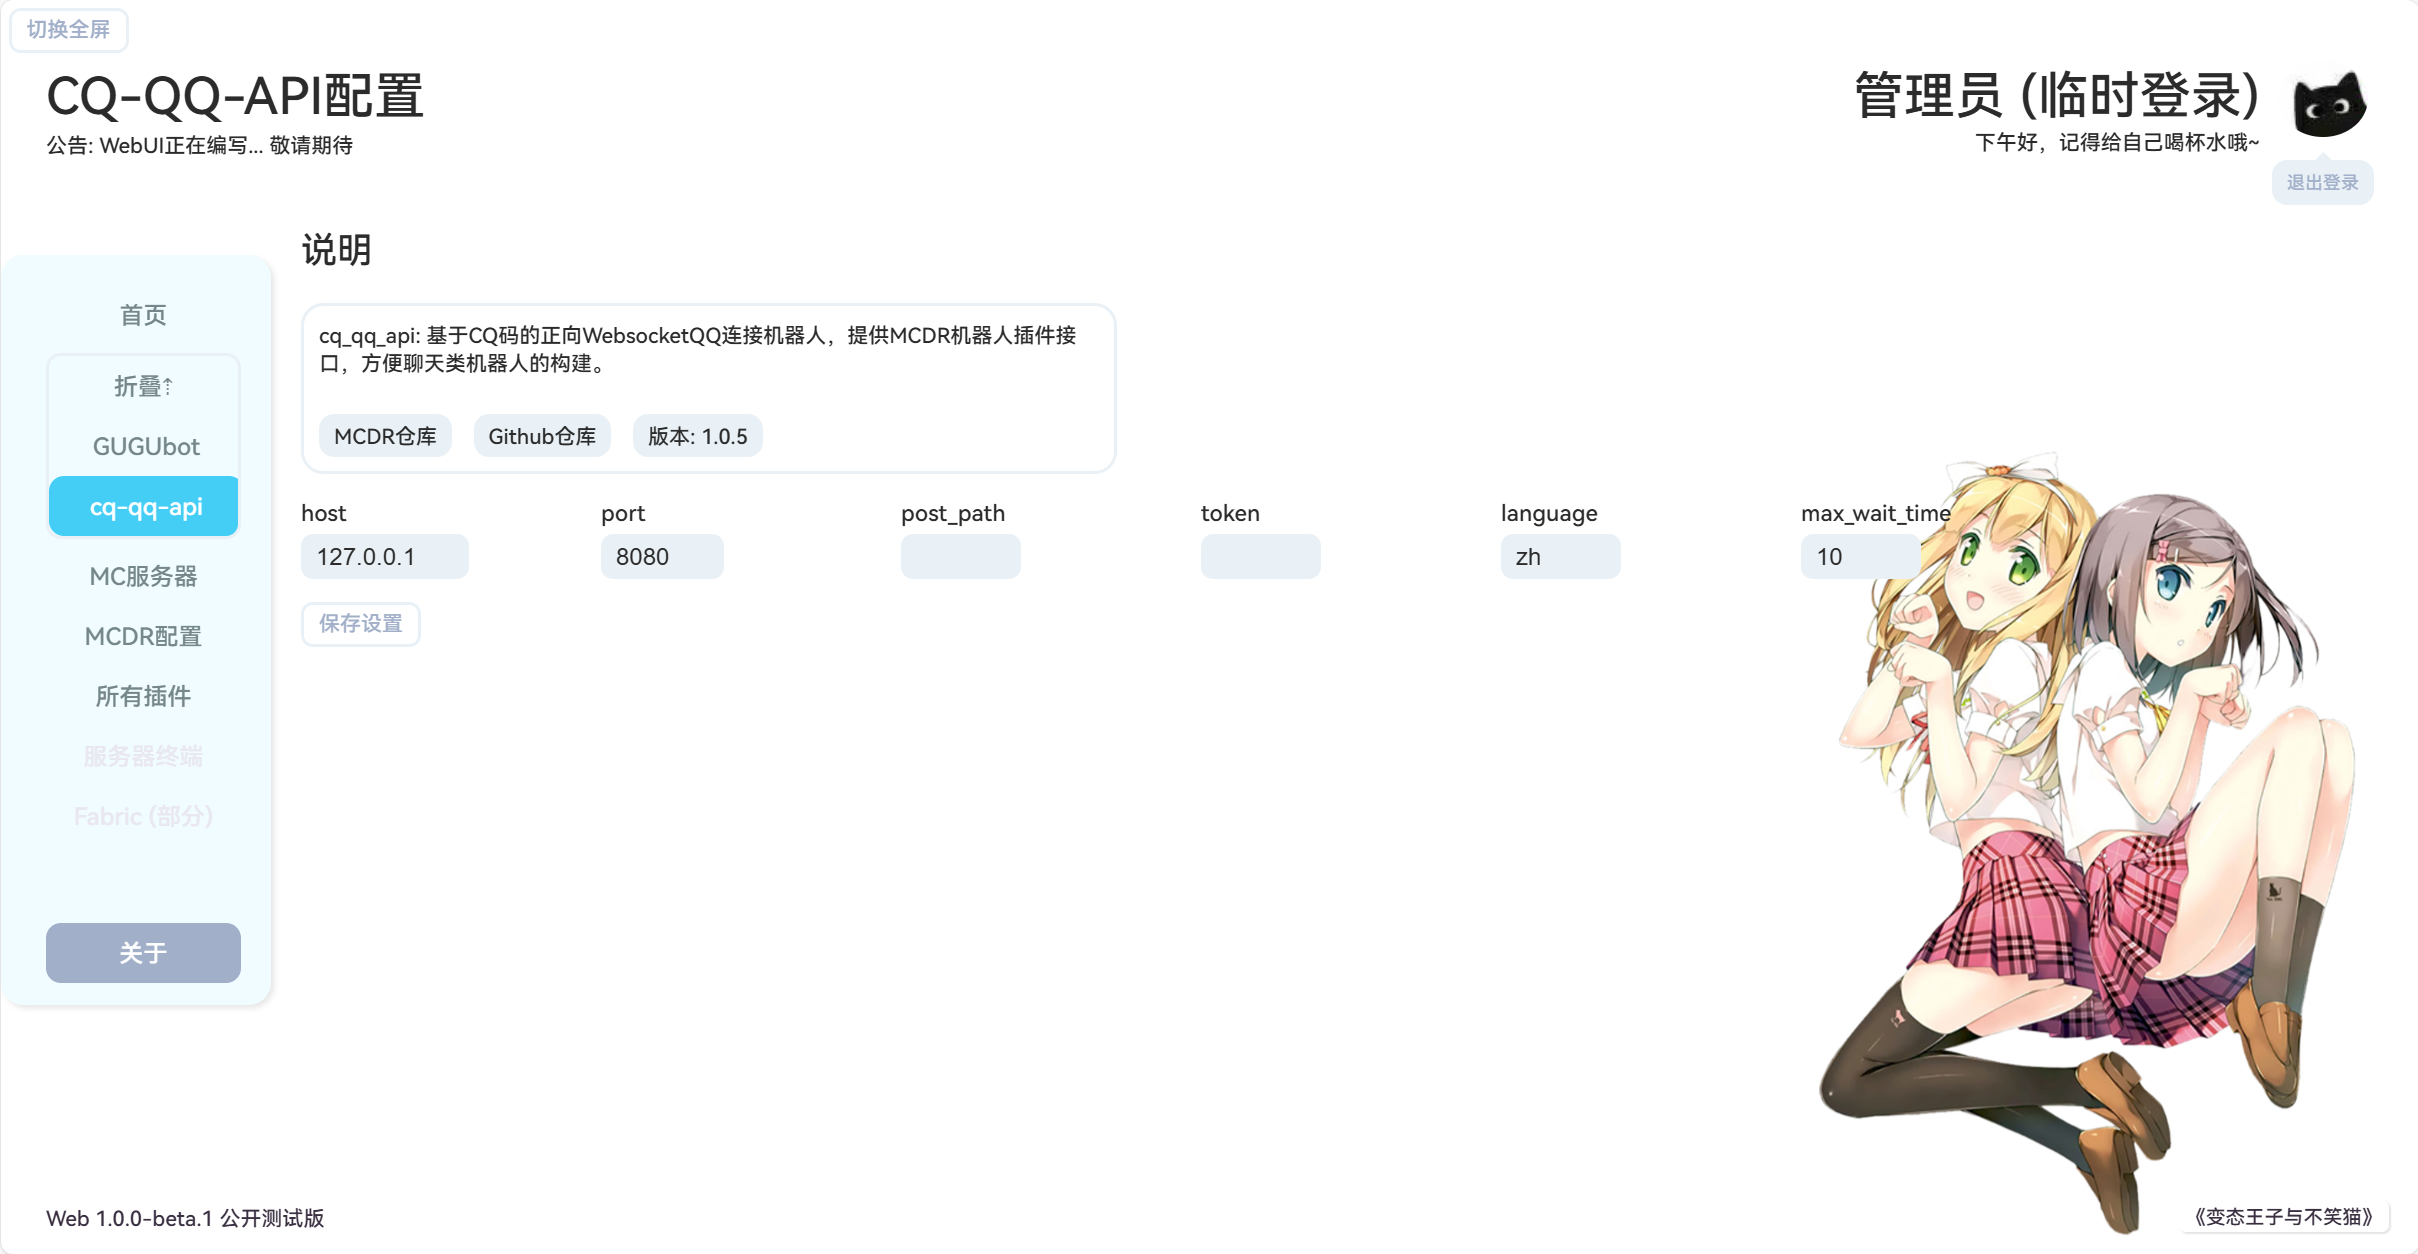 切换全屏
CQ-QQ-API配置
公告: WebUI正在编写... 敬请期待
管理员 (临时登录)
下午好，记得给自己喝杯水哦~
退出登录
首页
折叠⇡
GUGUbot
cq-qq-api
MC服务器
MCDR配置
所有插件
服务器终端
Fabric (部分)
关于
说明
cq_qq_api: 基于CQ码的正向WebsocketQQ连接机器人，提供MCDR机器人插件接
口，方便聊天类机器人的构建。
MCDR仓库 Github仓库 版本: 1.0.5
host port post_path token language max_wait_time
127.0.0.1 8080 zh 10
保存设置
Web 1.0.0-beta.1 公开测试版
《变态王子与不笑猫》